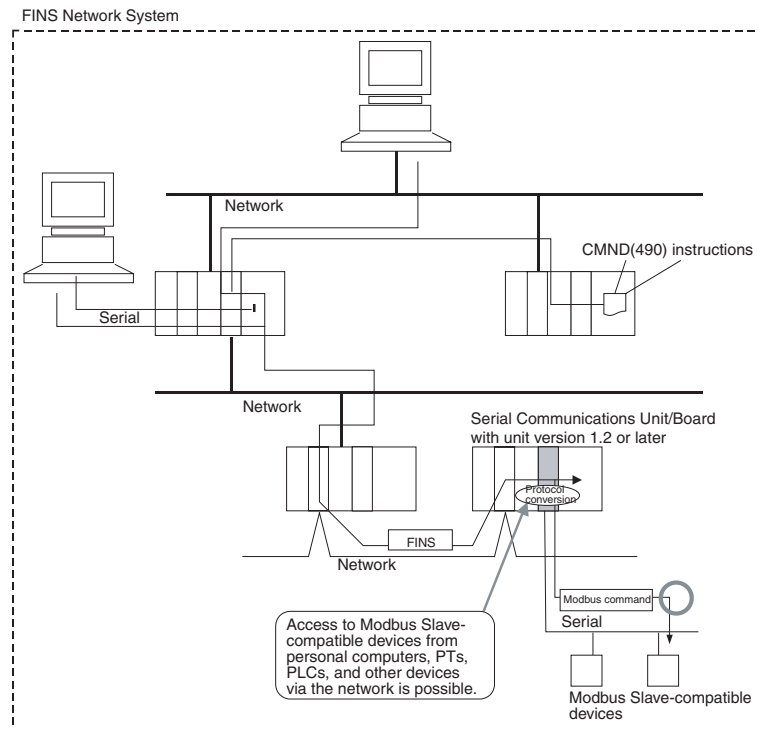 FINS Network System
Network
CMND(490) instructions
Serial
Network
Serial Communications Unit/Board
with unit version 1.2 or later
Protocol
conversion
FINS
Network
Modbus command
Serial
Access to Modbus Slave-
compatible devices from
personal computers, PTs,
PLCs, and other devices
via the network is possible.
Modbus Slave-compatible
devices